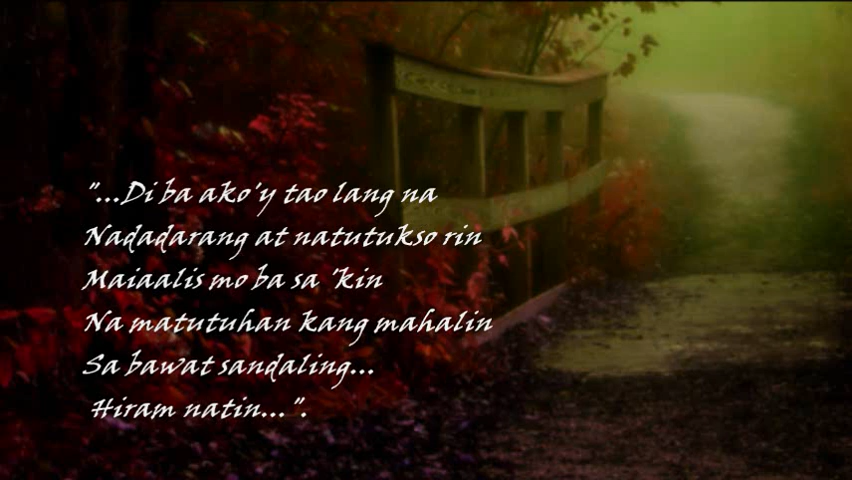 "...Di ba ako'y tao lang na
Nadadarang at natutukso rin
Maiaalis mo ba sa 'kin
Na matutuhan kang mahalin
Sa bawat sandaling...
Hiram natin...".